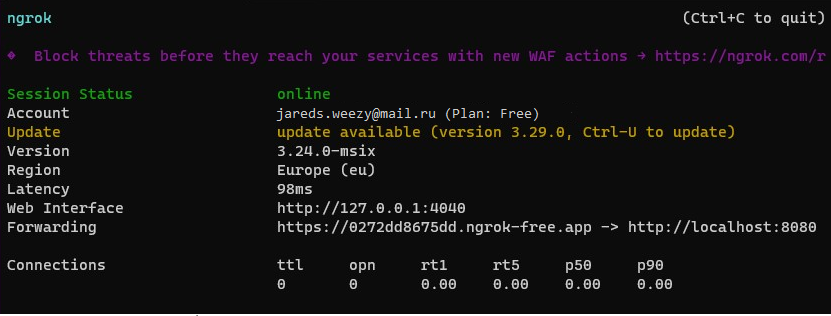 ngrok (Ctrl+C to quit)
� Block threats before they reach your services with new WAF actions → https://ngrok.com/r
Session Status online
Account jareds.weezy@mail.ru (Plan: Free)
Update update available (version 3.29.0, Ctrl-U to update)
Version 3.24.0-msix
Region Europe (eu)
Latency 98ms
Web Interface http://127.0.0.1:4040
Forwarding https://0272dd8675dd.ngrok-free.app -> http://localhost:8080
Connections ttl opn rt1 rt5 p50 p90
0 0 0.00 0.00 0.00 0.00